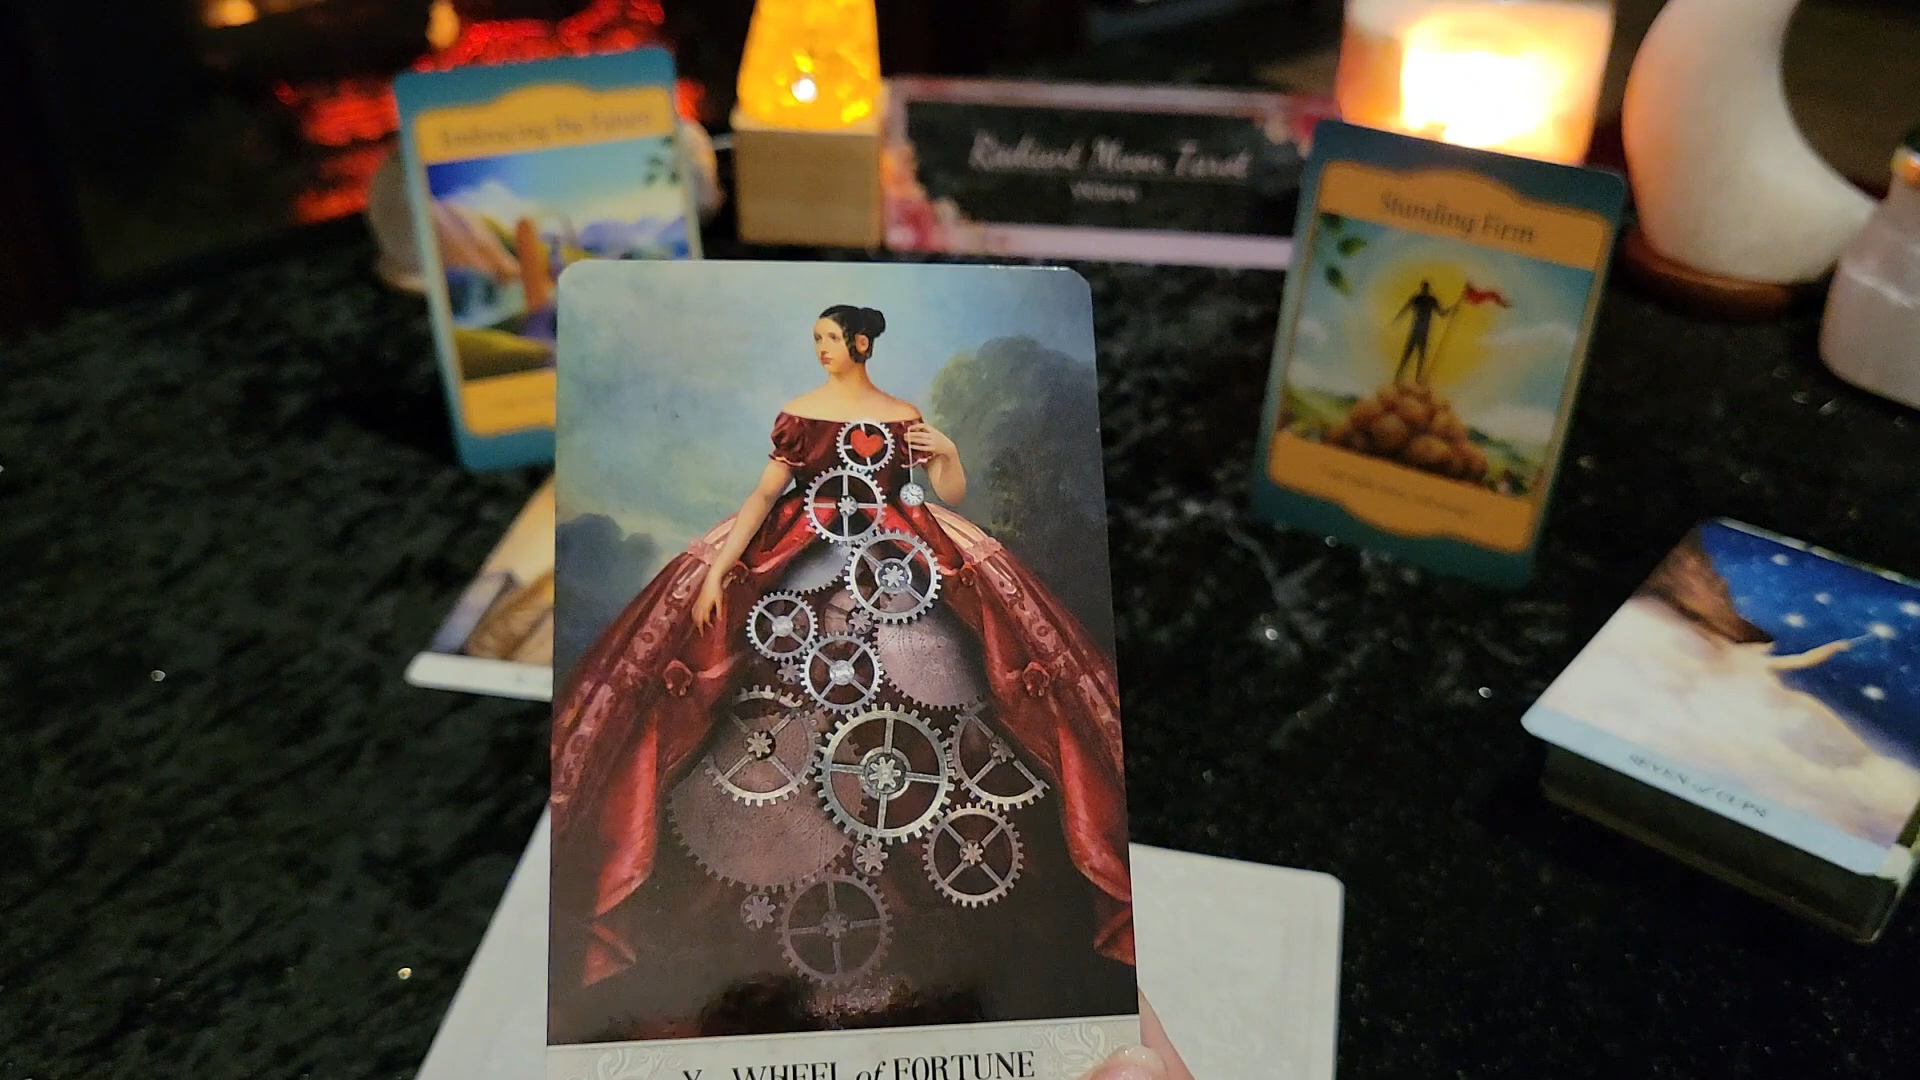 Embracing the Future
Radiant Moon Tarot
Standing Firm
SEVEN of CUPS
X WHEEL of FORTUNE